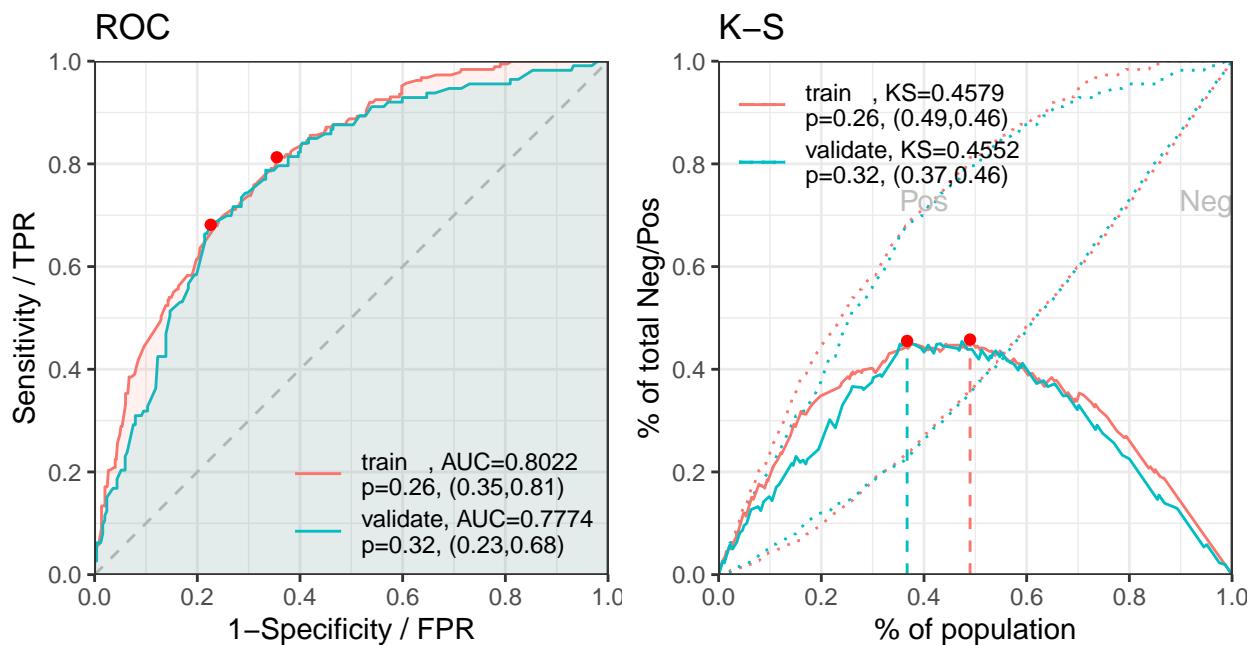 ROC
1.0
0.8
0.6
0.4
0.2
0.0
Sensitivity / TPR
train , AUC=0.8022
p=0.26, (0.35,0.81)
validate, AUC=0.7774
p=0.32, (0.23,0.68)
0.0 0.2 0.4 0.6 0.8 1.0
1−Specificity / FPR
K−S
1.0
0.8
0.6
0.4
0.2
0.0
% of total Neg/Pos
train , KS=0.4579
p=0.26, (0.49,0.46)
validate, KS=0.4552
p=0.32, (0.37,0.46)
Pos
Neg
0.0 0.2 0.4 0.6 0.8 1.0
% of population